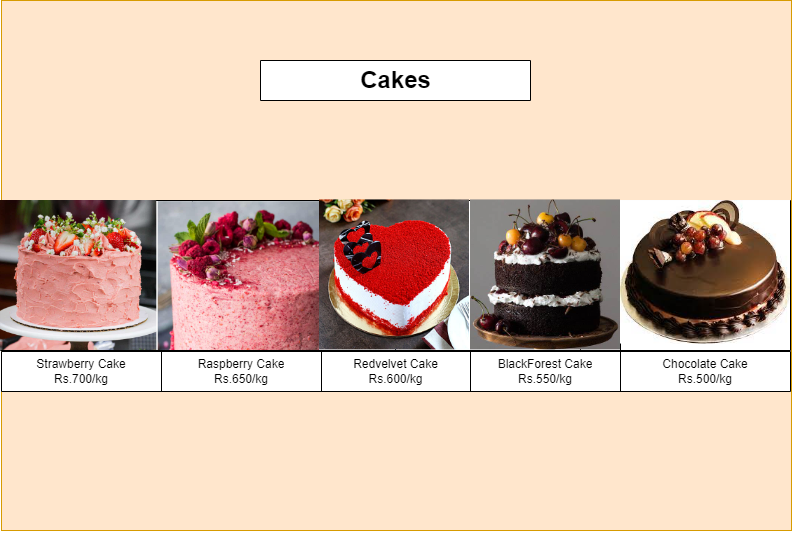 Cakes
Strawberry Cake
Rs.700/kg
Raspberry Cake
Rs.650/kg
Redvelvet Cake
Rs.600/kg
BlackForest Cake
Rs.550/kg
Chocolate Cake
Rs.500/kg